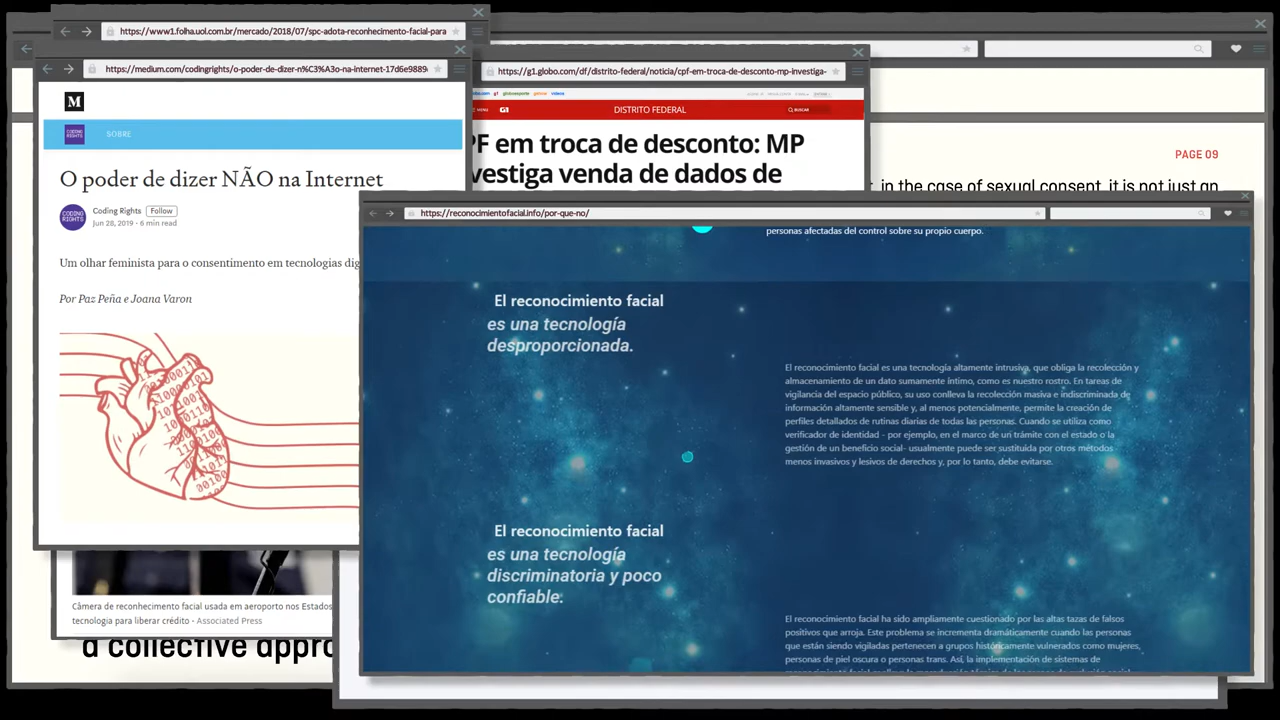 https://www1.folha.uol.com.br/mercado/2018/07/spc-adota-reconhecimento-facial-para
https://medium.com/codingrights/o-poder-de-dizer-n%C3%A3o-na-internet-17d6e9889
M
CODING RIGHTS
SOBRE
O poder de dizer NÃO na Internet
CODING RIGHTS
Coding Rights Follow
Jun 28, 2019 · 6 min read
Um olhar feminista para o consentimento em tecnologias dig
Por Paz Peña e Joana Varon
Câmera de reconhecimento facial usada em aeroporto nos Estados
tecnologia para liberar crédito - Associated Press
a collective appro
https://g1.globo.com/df/distrito-federal/noticia/cpf-em-troca-de-desconto-mp-investiga-
g1 globoesporte gshow vídeos
MENU G1 DISTRITO FEDERAL BUSCAR
PF em troca de desconto: MP
vestiga venda de dados de
PAGE 09
t, in the case of sexual consent, it is not just an
https://reconocimientofacial.info/por-que-no/
personas afectadas del control sobre su propio cuerpo.
El reconocimiento facial
es una tecnología
desproporcionada.
El reconocimiento facial es una tecnología altamente intrusiva, que obliga la recolección y
almacenamiento de un dato sumamente íntimo, como es nuestro rostro. En tareas de
vigilancia del espacio público, su uso conlleva la recolección masiva e indiscriminada de
información altamente sensible y, al menos potencialmente, permite la creación de
perfiles detallados de rutinas diarias de todas las personas. Cuando se utiliza como
verificador de identidad - por ejemplo, en el marco de un trámite con el estado o la
gestión de un beneficio social- usualmente puede ser sustituida por otros métodos
menos invasivos y lesivos de derechos y, por lo tanto, debe evitarse.
El reconocimiento facial
es una tecnología
discriminatoria y poco
confiable.
El reconocimiento facial ha sido ampliamente cuestionado por las altas tazas de falsos
positivos que arroja. Este problema se incrementa dramáticamente cuando las personas
que están siendo vigiladas pertenecen a grupos históricamente vulnerados como mujeres,
personas de piel oscura o personas trans. Así, la implementación de sistemas de